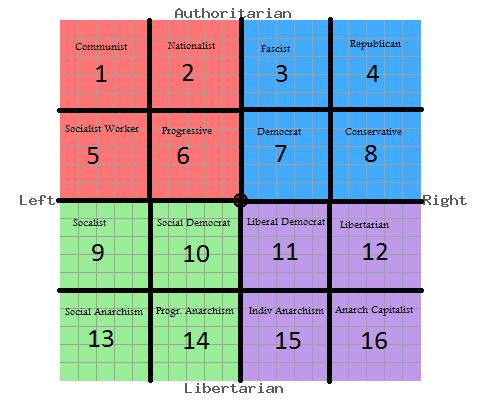 Authoritarian
Communist
Nationalist
Fascist
Republican
1
2
3
4
Socialist Worker
Progressive
Democrat
Conservative
5
6
7
8
Left
Right
Socalist
Social Democrat
Liberal Democrat
Libertarian
9
10
11
12
Social Anarchism
Progr. Anarchism
Indiv Anarchism
Anarch Capitalist
13
14
15
16
Libertarian